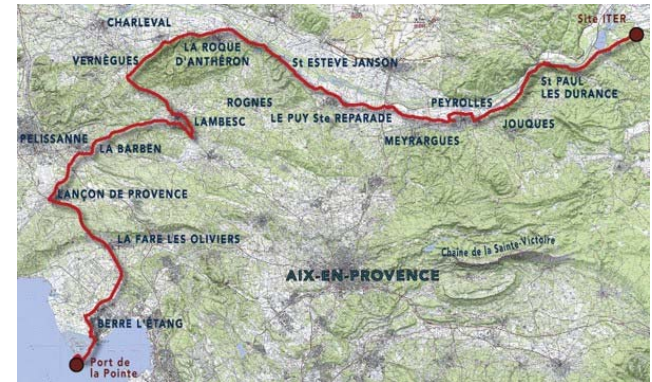 Site ITER
CHARLEVAL
LA ROQUE
D'ANTHÉRON
VERNÈGUES
St ESTEVE JANSON
St PAUL
LES DURANCE
ROGNES
PEYROLLES
LAMBESC
LE PUY Ste REPARADE
JOUQUES
PELISSANNE
MEYRARGUES
LA BARBEN
LANÇON DE PROVENCE
LA FARE LES OLIVIERS
Chaine de la Sainte-Victoire
AIX-EN-PROVENCE
BERRE L'ÉTANG
Port de
la Pointe